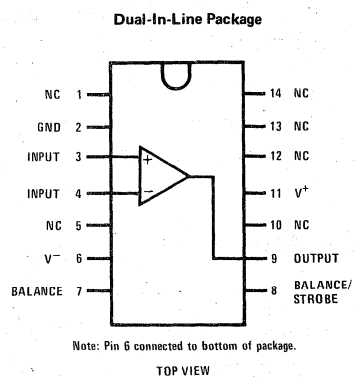 Dual-In-Line Package
NC 1
14 NC
GND 2
13 NC
INPUT 3
+
12 NC
INPUT 4
−
11 V+
NC 5
10 NC
V− 6
9 OUTPUT
BALANCE 7
8 BALANCE/
STROBE
Note: Pin 6 connected to bottom of package.
TOP VIEW